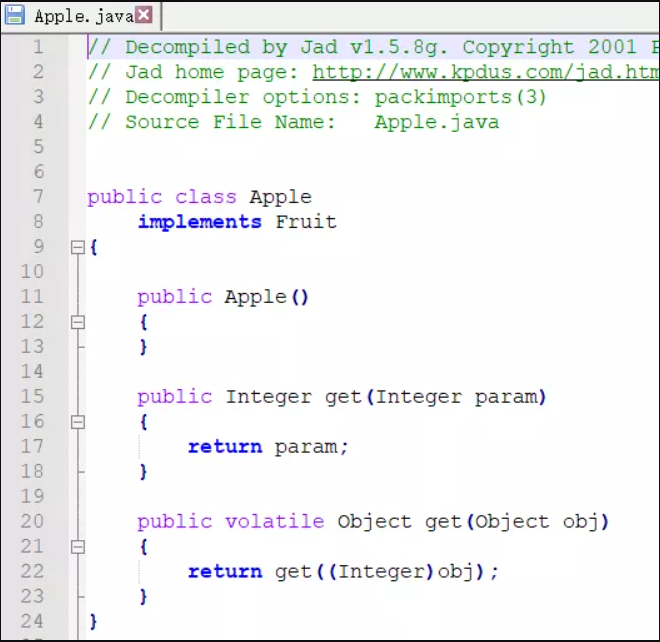 Apple.java
1 // Decompiled by Jad v1.5.8g. Copyright 2001
2 // Jad home page: http://www.kpdus.com/jad.htm
3 // Decompiler options: packimports(3)
4 // Source File Name:   Apple.java
5
6
7 public class Apple
8     implements Fruit
9 {
10
11     public Apple()
12     {
13     }
14
15     public Integer get(Integer param)
16     {
17         return param;
18     }
19
20     public volatile Object get(Object obj)
21     {
22         return get((Integer)obj);
23     }
24 }